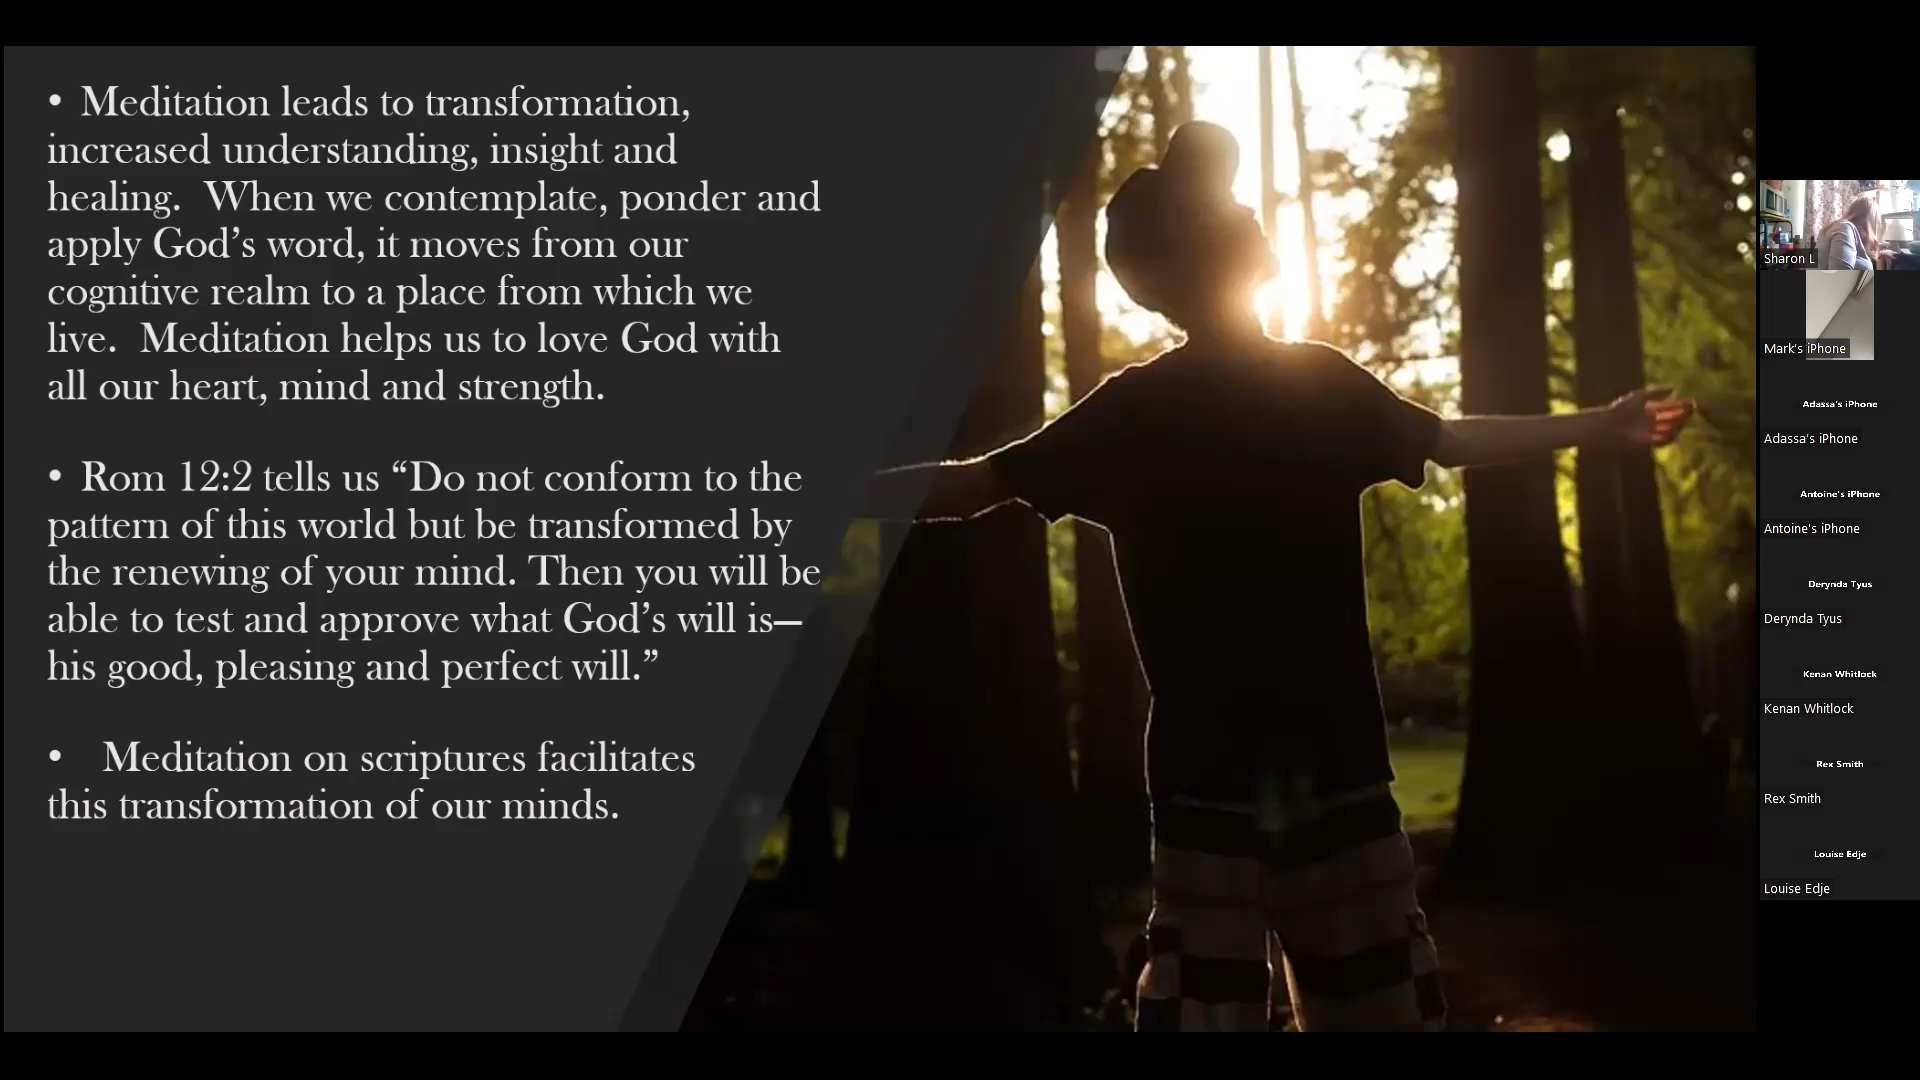 • Meditation leads to transformation,
increased understanding, insight and
healing.  When we contemplate, ponder and
apply God’s word, it moves from our
cognitive realm to a place from which we
live.  Meditation helps us to love God with
all our heart, mind and strength.
• Rom 12:2 tells us “Do not conform to the
pattern of this world but be transformed by
the renewing of your mind. Then you will be
able to test and approve what God’s will is—
his good, pleasing and perfect will.”
• Meditation on scriptures facilitates
this transformation of our minds.
Sharon L
Mark's iPhone
Adassa's iPhone
Adassa's iPhone
Antoine's iPhone
Antoine's iPhone
Derynda Tyus
Derynda Tyus
Kenan Whitlock
Kenan Whitlock
Rex Smith
Rex Smith
Louise Edje
Louise Edje